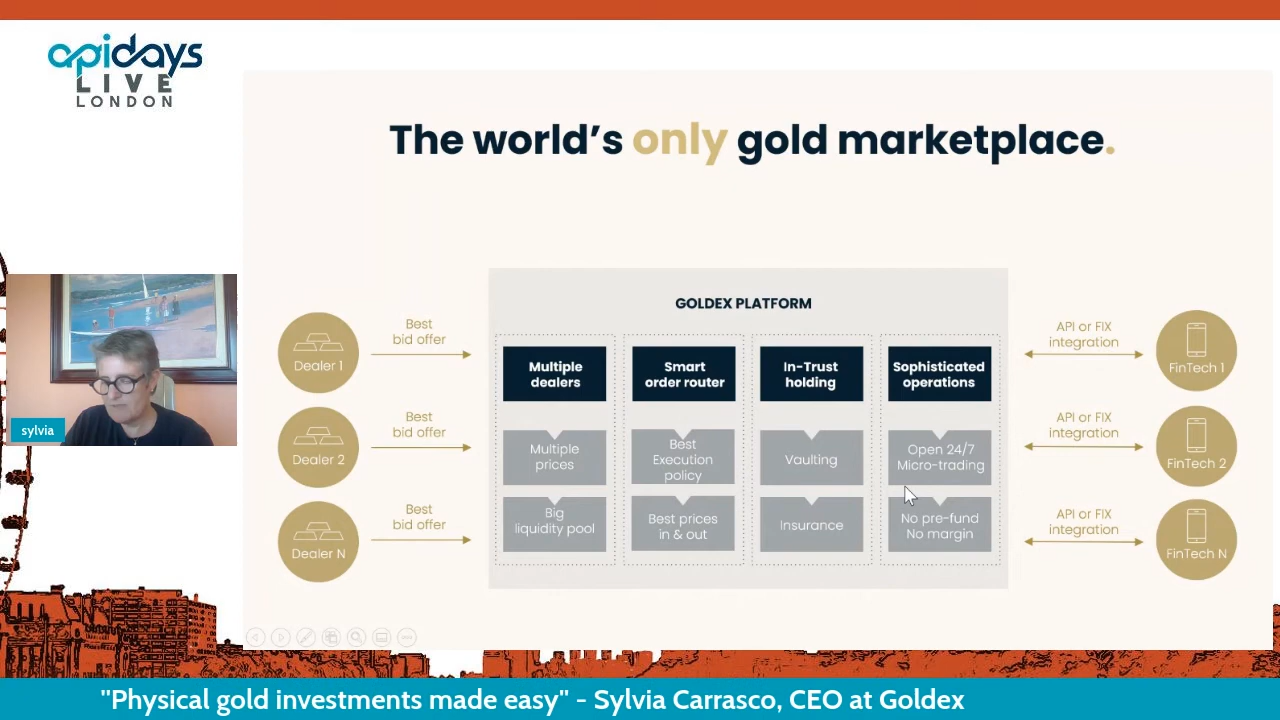 apidays
LIVE
LONDON
The world's only gold marketplace.
GOLDEX PLATFORM
Dealer 1
Best
bid offer
Dealer 2
Best
bid offer
Dealer N
Best
bid offer
Multiple
dealers
Multiple
prices
Big
liquidity pool
Smart
order router
Best
Execution
policy
Best prices
in & out
In-Trust
holding
Vaulting
Insurance
Sophisticated
operations
Open 24/7
Micro-trading
No pre-fund
No margin
API or FIX
integration
FinTech 1
API or FIX
integration
FinTech 2
API or FIX
integration
FinTech N
sylvia
"Physical gold investments made easy" - Sylvia Carrasco, CEO at Goldex